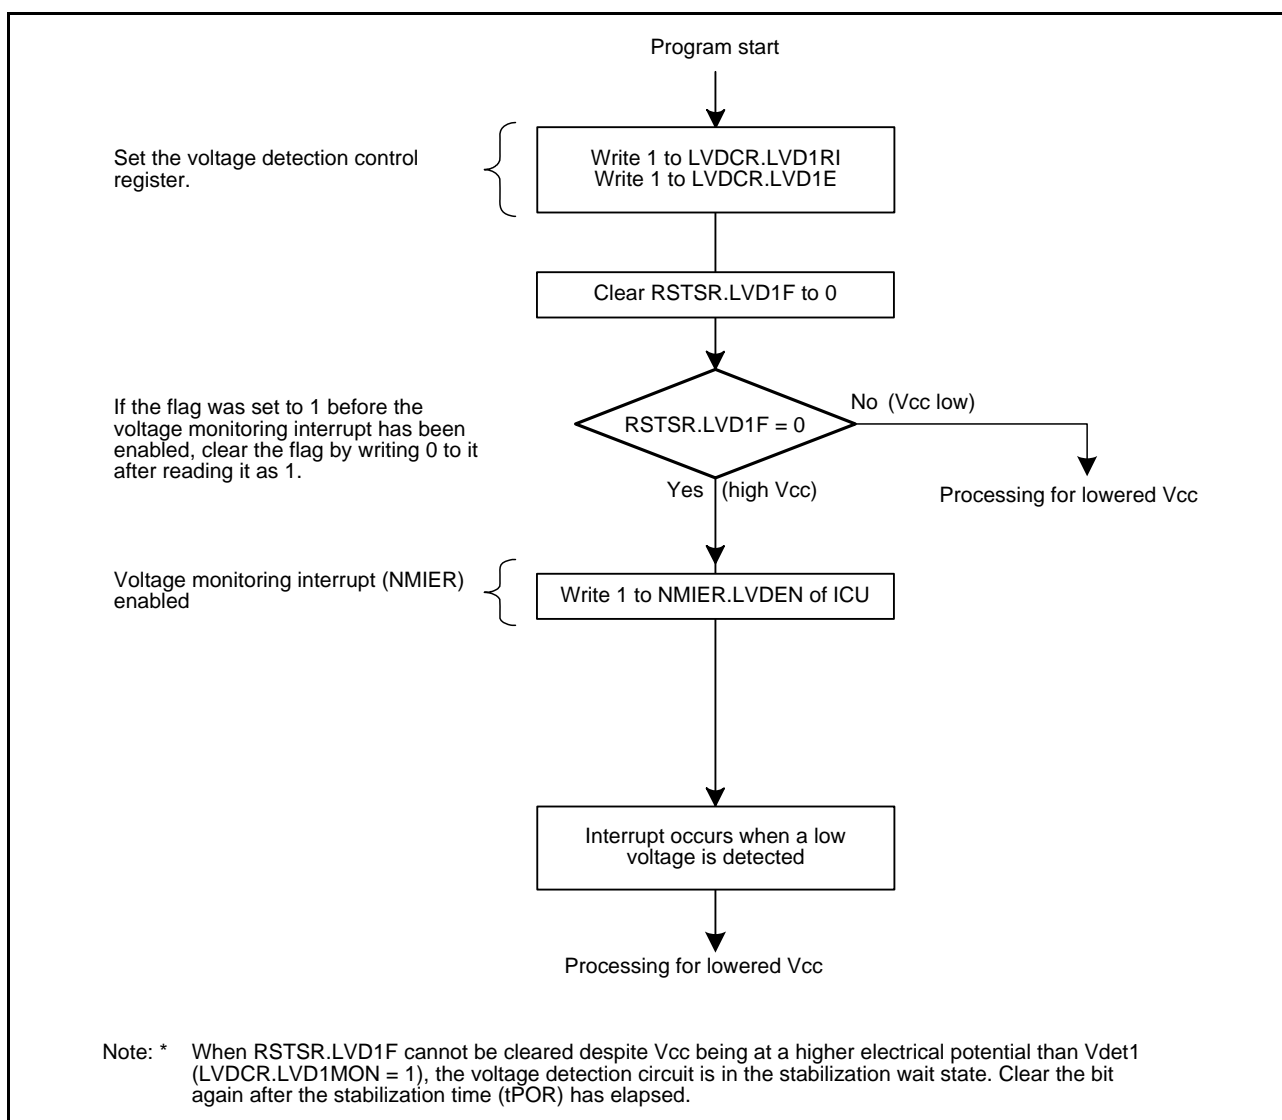 Program start
Set the voltage detection control
register.
Write 1 to LVDCR.LVD1RI
Write 1 to LVDCR.LVD1E
Clear RSTSR.LVD1F to 0
If the flag was set to 1 before the
voltage monitoring interrupt has been
enabled, clear the flag by writing 0 to it
after reading it as 1.
RSTSR.LVD1F = 0
No (Vcc low)
Yes (high Vcc)
Processing for lowered Vcc
Voltage monitoring interrupt (NMIER)
enabled
Write 1 to NMIER.LVDEN of ICU
Interrupt occurs when a low
voltage is detected
Processing for lowered Vcc
Note: * When RSTSR.LVD1F cannot be cleared despite Vcc being at a higher electrical potential than Vdet1
(LVDCR.LVD1MON = 1), the voltage detection circuit is in the stabilization wait state. Clear the bit
again after the stabilization time (tPOR) has elapsed.